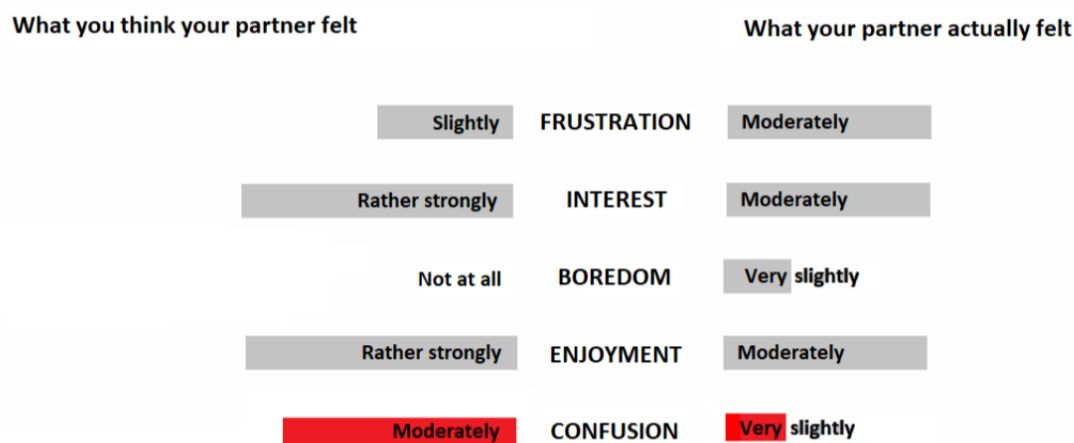 What you think your partner felt What your partner actually felt
Slightly FRUSTRATION Moderately
Rather strongly INTEREST Moderately
Not at all BOREDOM Very slightly
Rather strongly ENJOYMENT Moderately
Moderately CONFUSION Very slightly